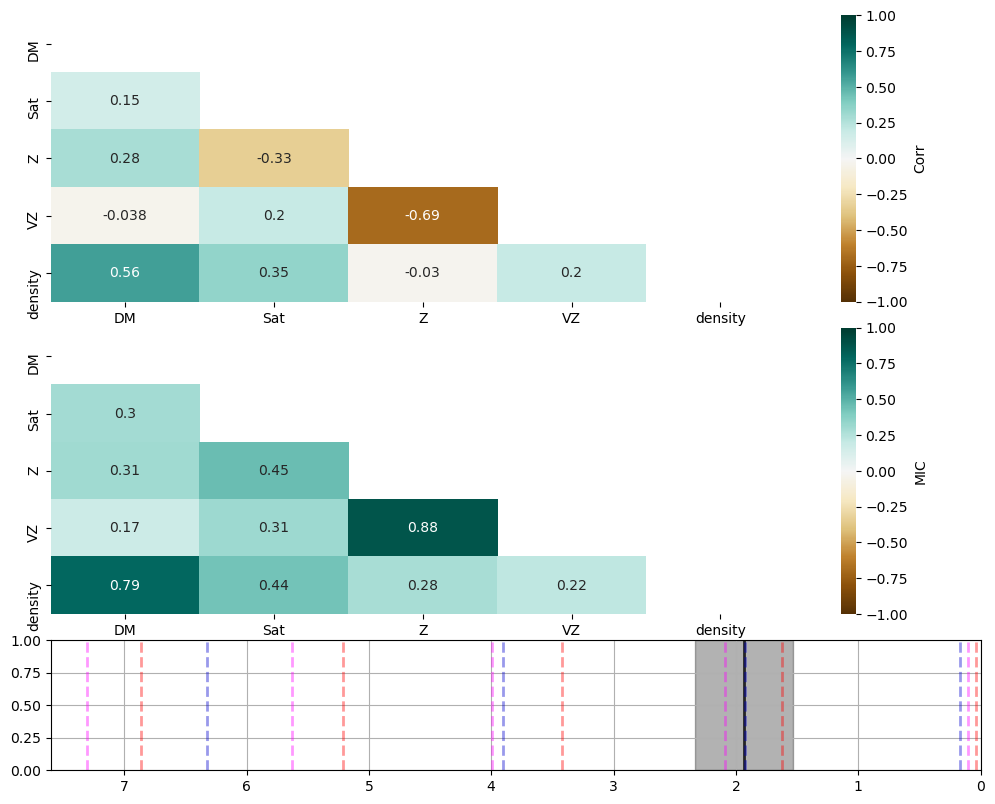 DM
Sat 0.15
Z 0.28 -0.33
VZ -0.038 0.2 -0.69
density 0.56 0.35 -0.03 0.2
DM Sat Z VZ density
1.00
0.75
0.50
0.25
0.00
−0.25
−0.50
−0.75
−1.00
Corr
DM
Sat 0.3
Z 0.31 0.45
VZ 0.17 0.31 0.88
density 0.79 0.44 0.28 0.22
DM Sat Z VZ density
1.00
0.75
0.50
0.25
0.00
−0.25
−0.50
−0.75
−1.00
MIC
1.00
0.75
0.50
0.25
0.00
7 6 5 4 3 2 1 0